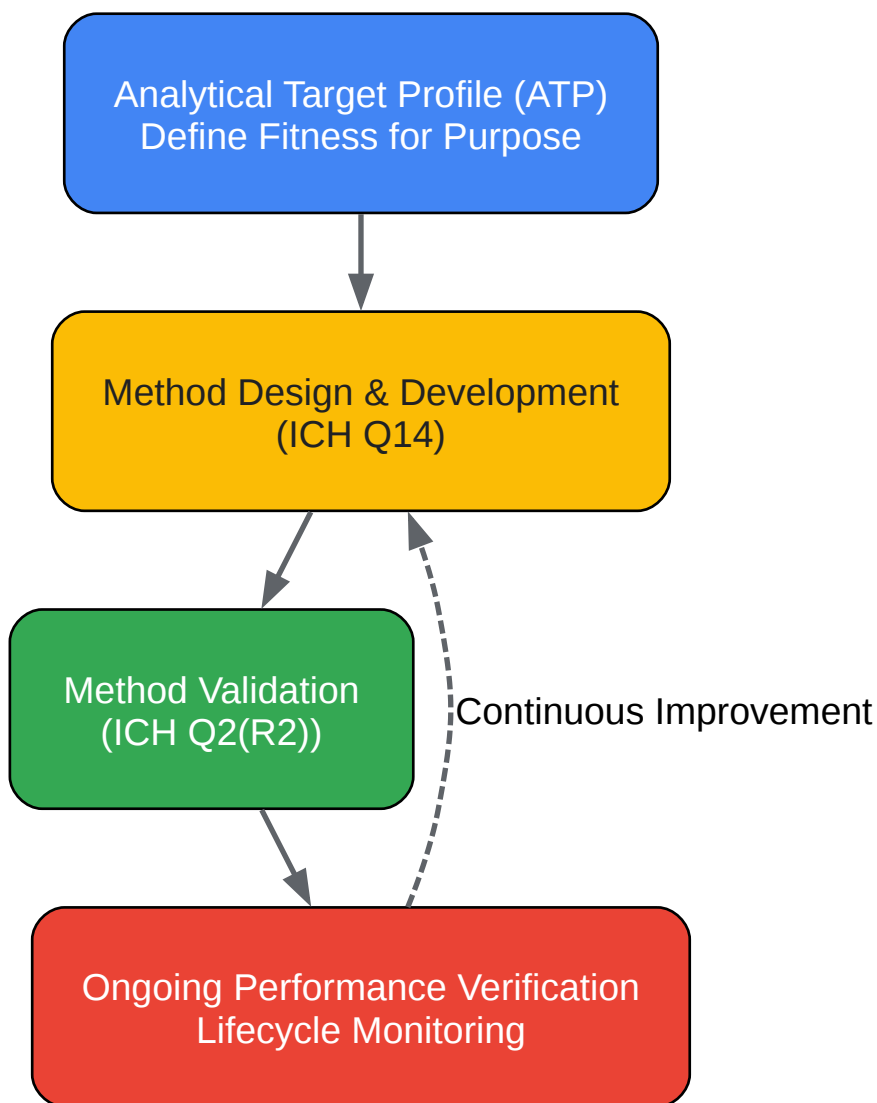 Analytical Target Profile (ATP)
Define Fitness for Purpose
Method Design & Development
(ICH Q14)
Method Validation
(ICH Q2(R2))
Continuous Improvement
Ongoing Performance Verification
Lifecycle Monitoring